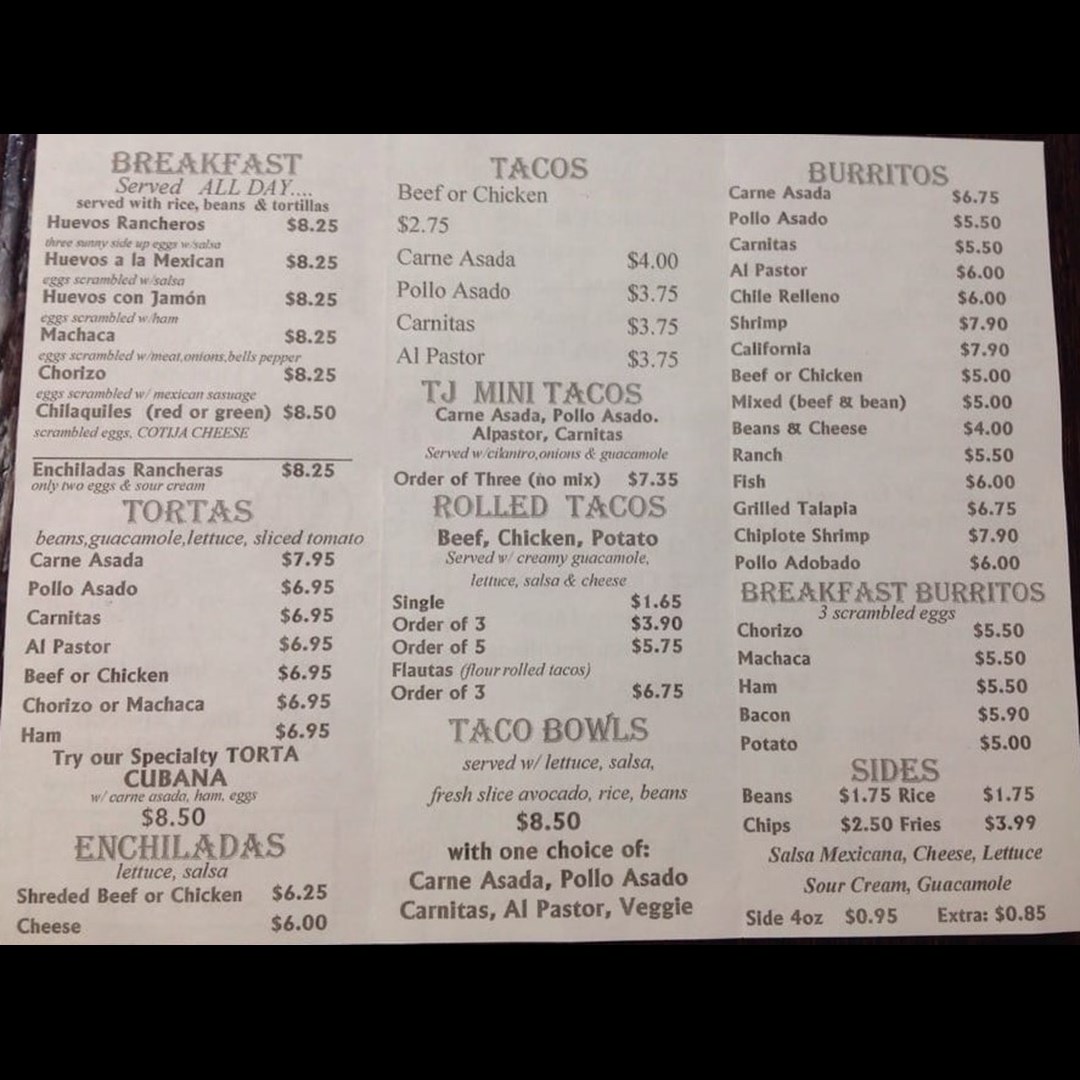 BREAKFAST
Served ALL DAY....
served with rice, beans & tortillas
Huevos Rancheros $8.25
three sunny side up eggs w/salsa
Huevos a la Mexican $8.25
eggs scrambled w/salsa
Huevos con Jamón $8.25
eggs scrambled w/ham
Machaca $8.25
eggs scrambled w/meat,onions,bells pepper
Chorizo $8.25
eggs scrambled w/ mexican sasuage
Chilaquiles (red or green) $8.50
scrambled eggs, COTIJA CHEESE
Enchiladas Rancheras $8.25
only two eggs & sour cream
TORTAS
beans,guacamole,lettuce, sliced tomato
Carne Asada $7.95
Pollo Asado $6.95
Carnitas $6.95
Al Pastor $6.95
Beef or Chicken $6.95
Chorizo or Machaca $6.95
Ham $6.95
Try our Specialty TORTA
CUBANA
w/ carne asada, ham, eggs
$8.50
ENCHILADAS
lettuce, salsa
Shreded Beef or Chicken $6.25
Cheese $6.00
TACOS
Beef or Chicken
$2.75
Carne Asada $4.00
Pollo Asado $3.75
Carnitas $3.75
Al Pastor $3.75
TJ MINI TACOS
Carne Asada, Pollo Asado.
Alpastor, Carnitas
Served w/cilantro,onions & guacamole
Order of Three (no mix) $7.35
ROLLED TACOS
Beef, Chicken, Potato
Served w/ creamy guacamole,
lettuce, salsa & cheese
Single $1.65
Order of 3 $3.90
Order of 5 $5.75
Flautas (flour rolled tacos)
Order of 3 $6.75
TACO BOWLS
served w/ lettuce, salsa,
fresh slice avocado, rice, beans
$8.50
with one choice of:
Carne Asada, Pollo Asado
Carnitas, Al Pastor, Veggie
BURRITOS
Carne Asada $6.75
Pollo Asado $5.50
Carnitas $5.50
Al Pastor $6.00
Chile Relleno $6.00
Shrimp $7.90
California $7.90
Beef or Chicken $5.00
Mixed (beef & bean) $5.00
Beans & Cheese $4.00
Ranch $5.50
Fish $6.00
Grilled Talapia $6.75
Chiplote Shrimp $7.90
Pollo Adobado $6.00
BREAKFAST BURRITOS
3 scrambled eggs
Chorizo $5.50
Machaca $5.50
Ham $5.50
Bacon $5.90
Potato $5.00
SIDES
Beans $1.75 Rice $1.75
Chips $2.50 Fries $3.99
Salsa Mexicana, Cheese, Lettuce
Sour Cream, Guacamole
Side 4oz $0.95 Extra: $0.85